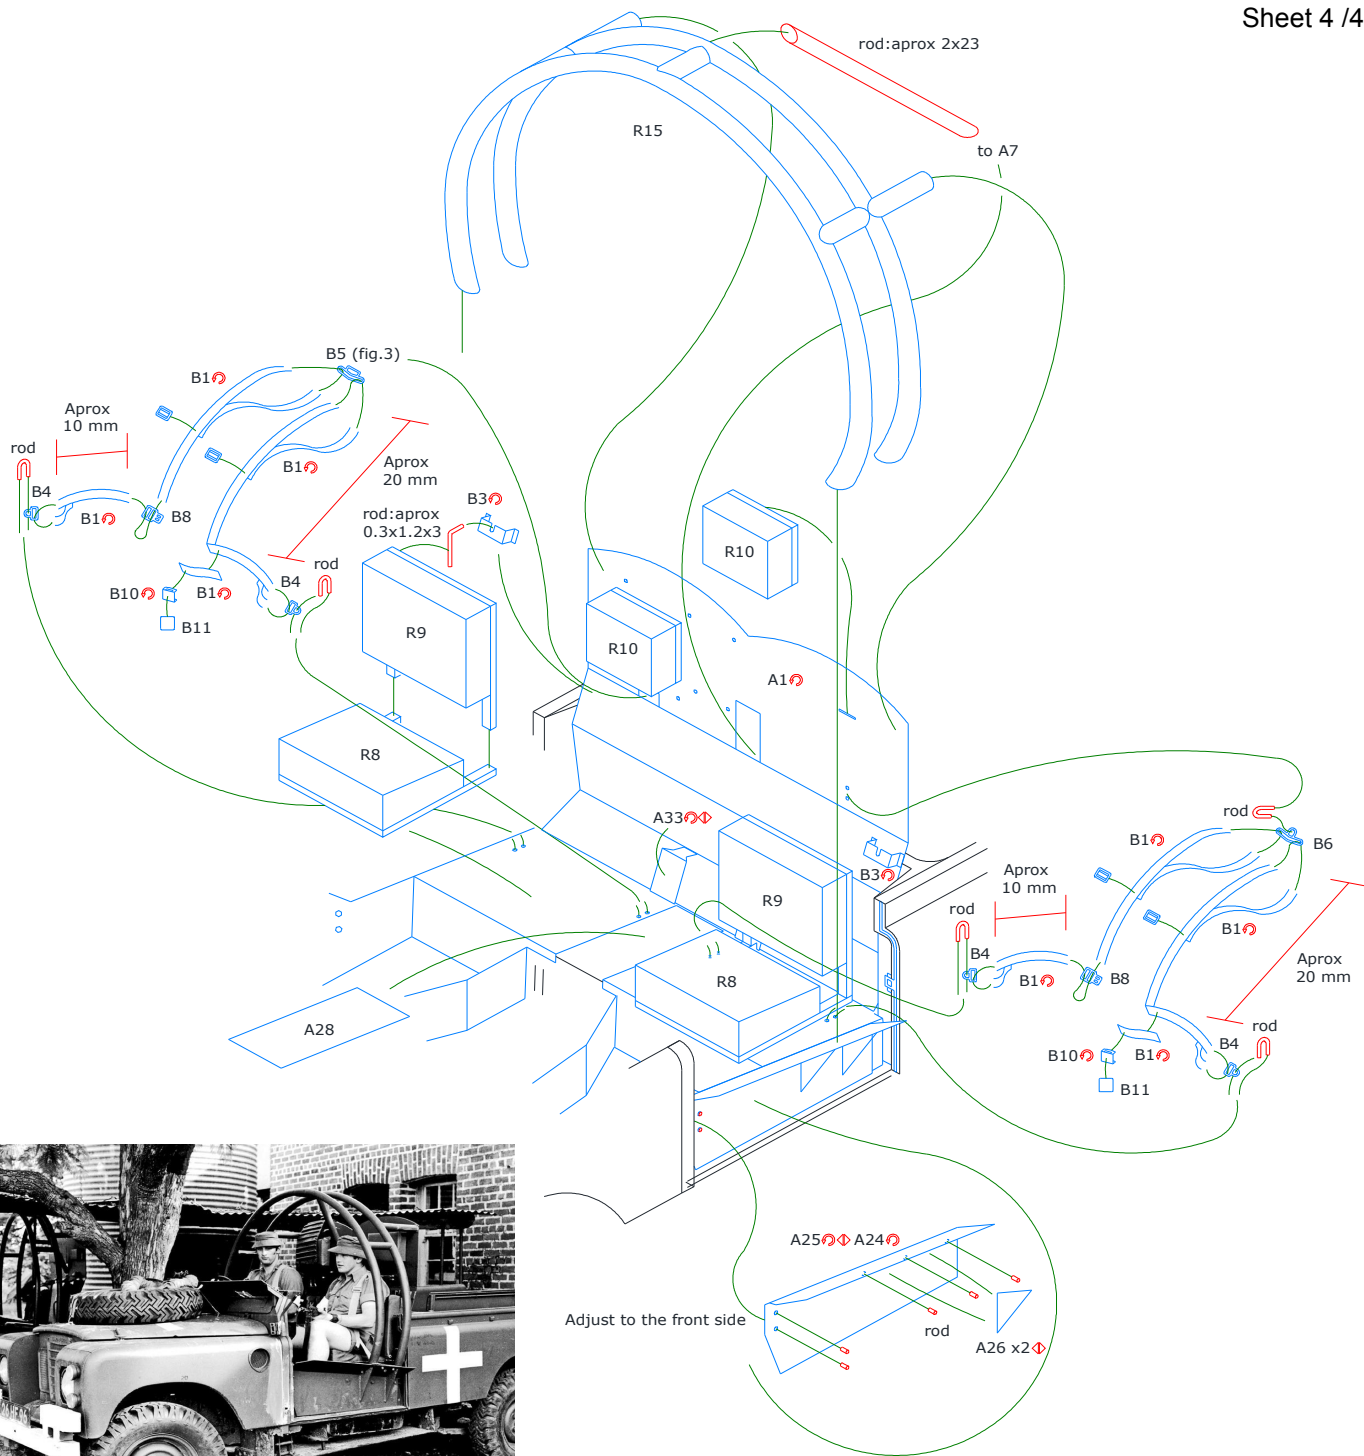 Sheet 4 /4
rod:aprox 2x23
R15
to A7
B5 (fig.3)
B1
Aprox
10 mm
rod
B4
B1
B8
B1
Aprox
20 mm
rod:aprox
0.3x1.2x3
B3
R10
B4
rod
B10
B1
B11
R9
R10
A1
R8
A33
B3
R9
R8
A28
rod
B6
B1
Aprox
10 mm
rod
B4
B1
B8
B1
Aprox
20 mm
rod
B4
B10
B1
B11
A25 A24
Adjust to the front side
rod
A26 x2